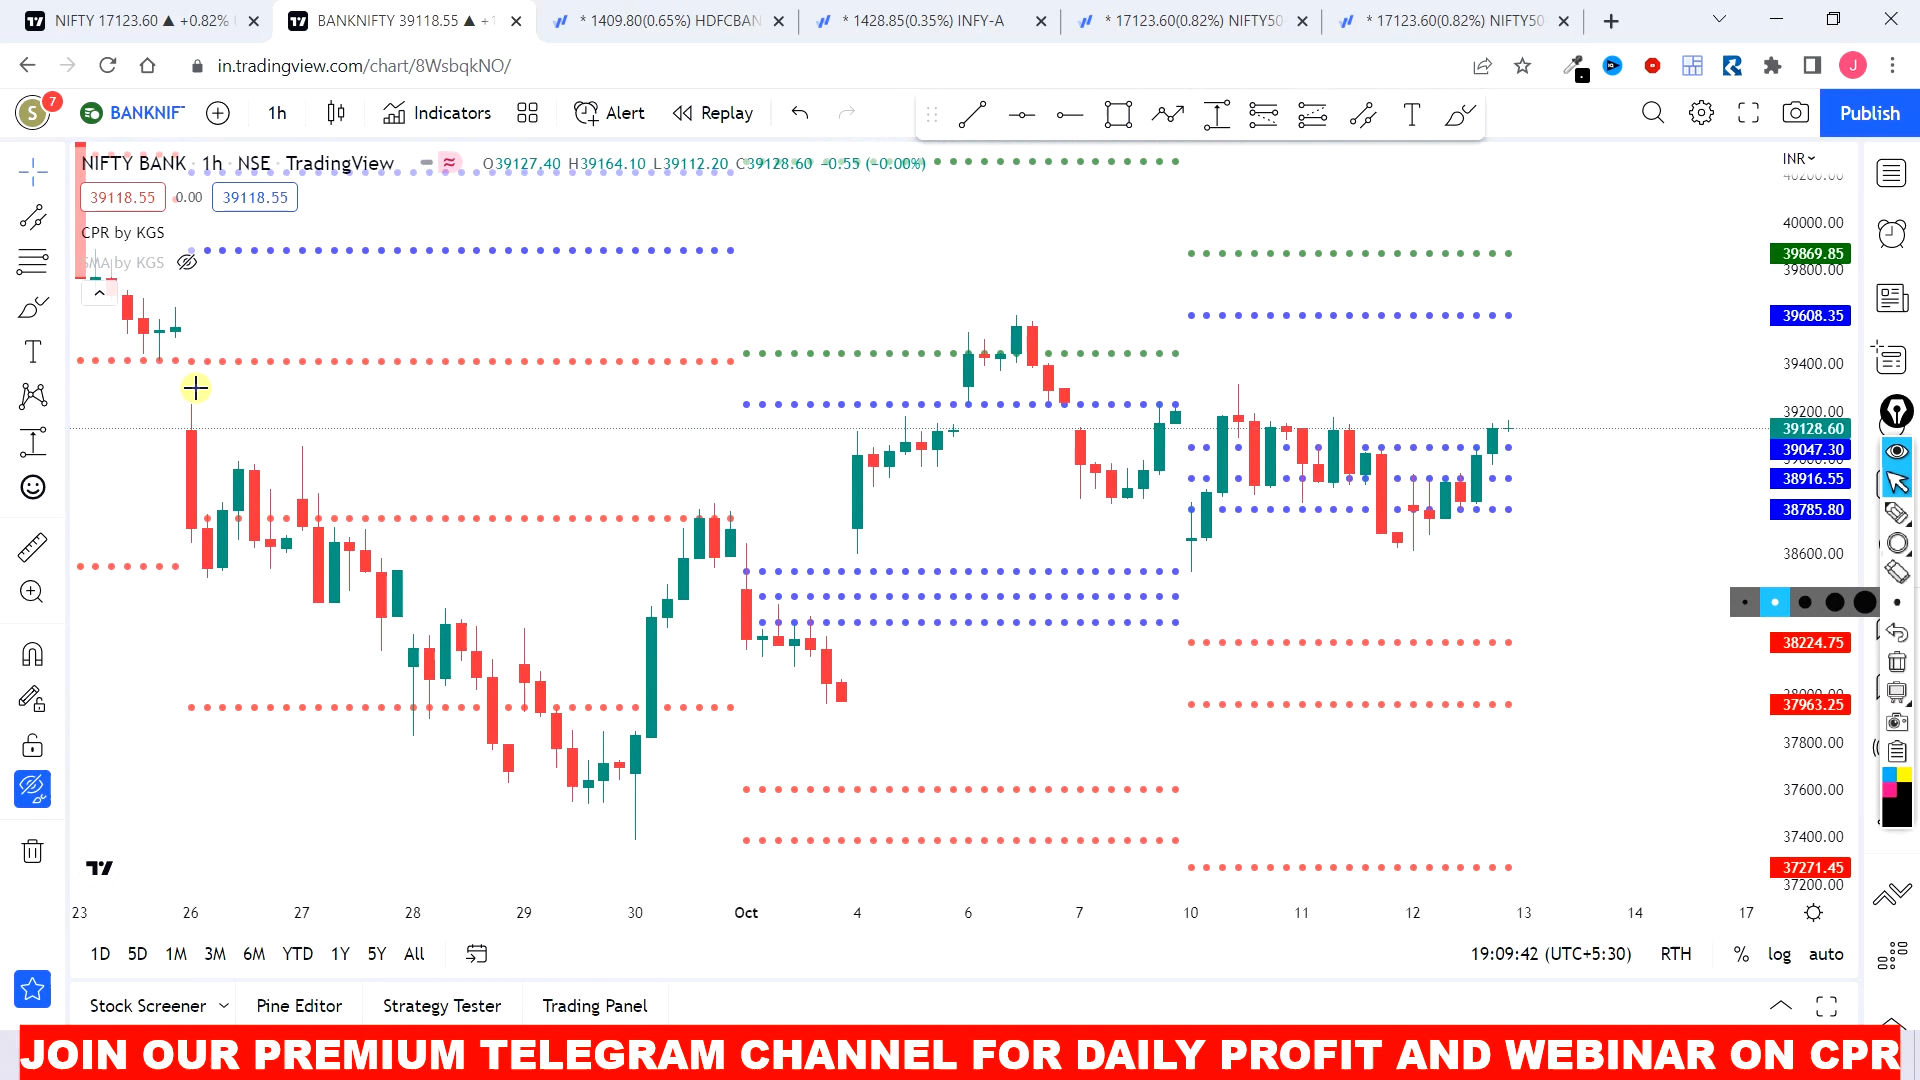 NIFTY 17123.60 ▲ +0.82%
BANKNIFTY 39118.55 ▲ +1
* 1409.80(0.65%) HDFCBAN
* 1428.85(0.35%) INFY-A
* 17123.60(0.82%) NIFTY50
* 17123.60(0.82%) NIFTY50
in.tradingview.com/chart/8WsbqkNO/
J
S 7
BANKNIF
1h
Indicators
Alert
Replay
T
Publish
NIFTY BANK · 1h · NSE · TradingView
O39127.40 H39164.10 L39112.20 C39128.60 -0.55 (-0.00%)
39118.55 0.00 39118.55
CPR by KGS
SMA by KGS
INR
40200.00
40000.00
39869.85
39800.00
39608.35
39400.00
39200.00
39128.60
39047.30
39000.00
38916.55
38785.80
38600.00
38224.75
38000.00
37963.25
37800.00
37600.00
37400.00
37271.45
37200.00
23 26 27 28 29 30 Oct 4 6 7 10 11 12 13 14 17
1D 5D 1M 3M 6M YTD 1Y 5Y All
19:09:42 (UTC+5:30) RTH % log auto
Stock Screener Pine Editor Strategy Tester Trading Panel
JOIN OUR PREMIUM TELEGRAM CHANNEL FOR DAILY PROFIT AND WEBINAR ON CPR